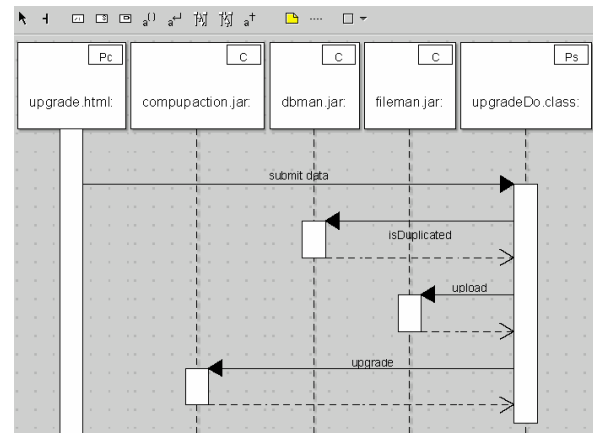 Pc C C C Ps
upgrade.html: compupaction.jar: dbman.jar: fileman.jar: upgradeDo.class:
submit data
isDuplicated
upload
upgrade